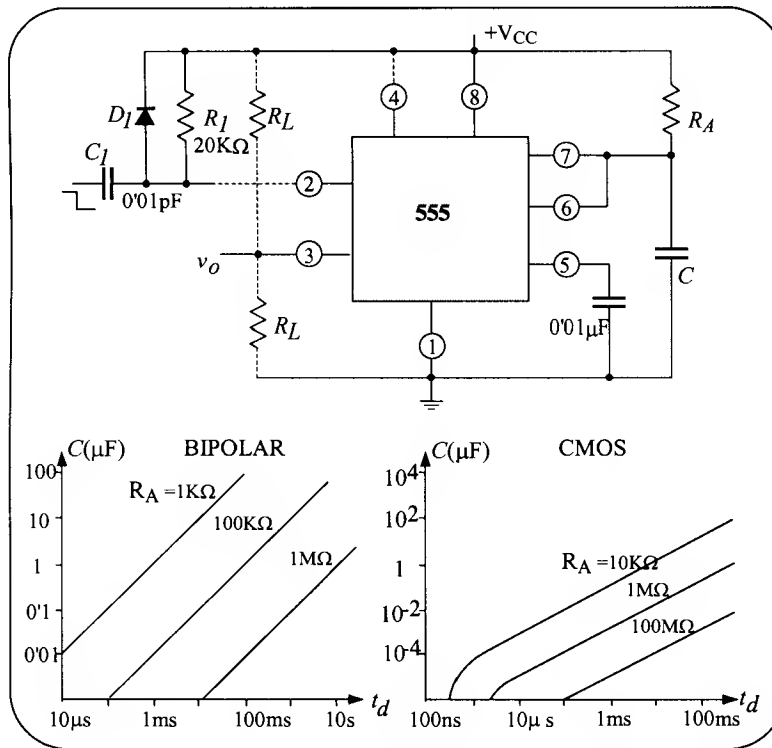 +V_CC
4
8
D_1
R_1
20KΩ
R_L
R_A
C_1
0'01pF
7
2
555
6
v_o
3
5
C
R_L
0'01μF
1
C(μF) BIPOLAR
100
10
1
0'1
0'01
R_A =1KΩ
100KΩ
1MΩ
10μs 1ms 100ms 10s t_d
C(μF) CMOS
10^4
10^2
1
10^-2
10^-4
R_A =10KΩ
1MΩ
100MΩ
100ns 10μ s 1ms 100ms t_d